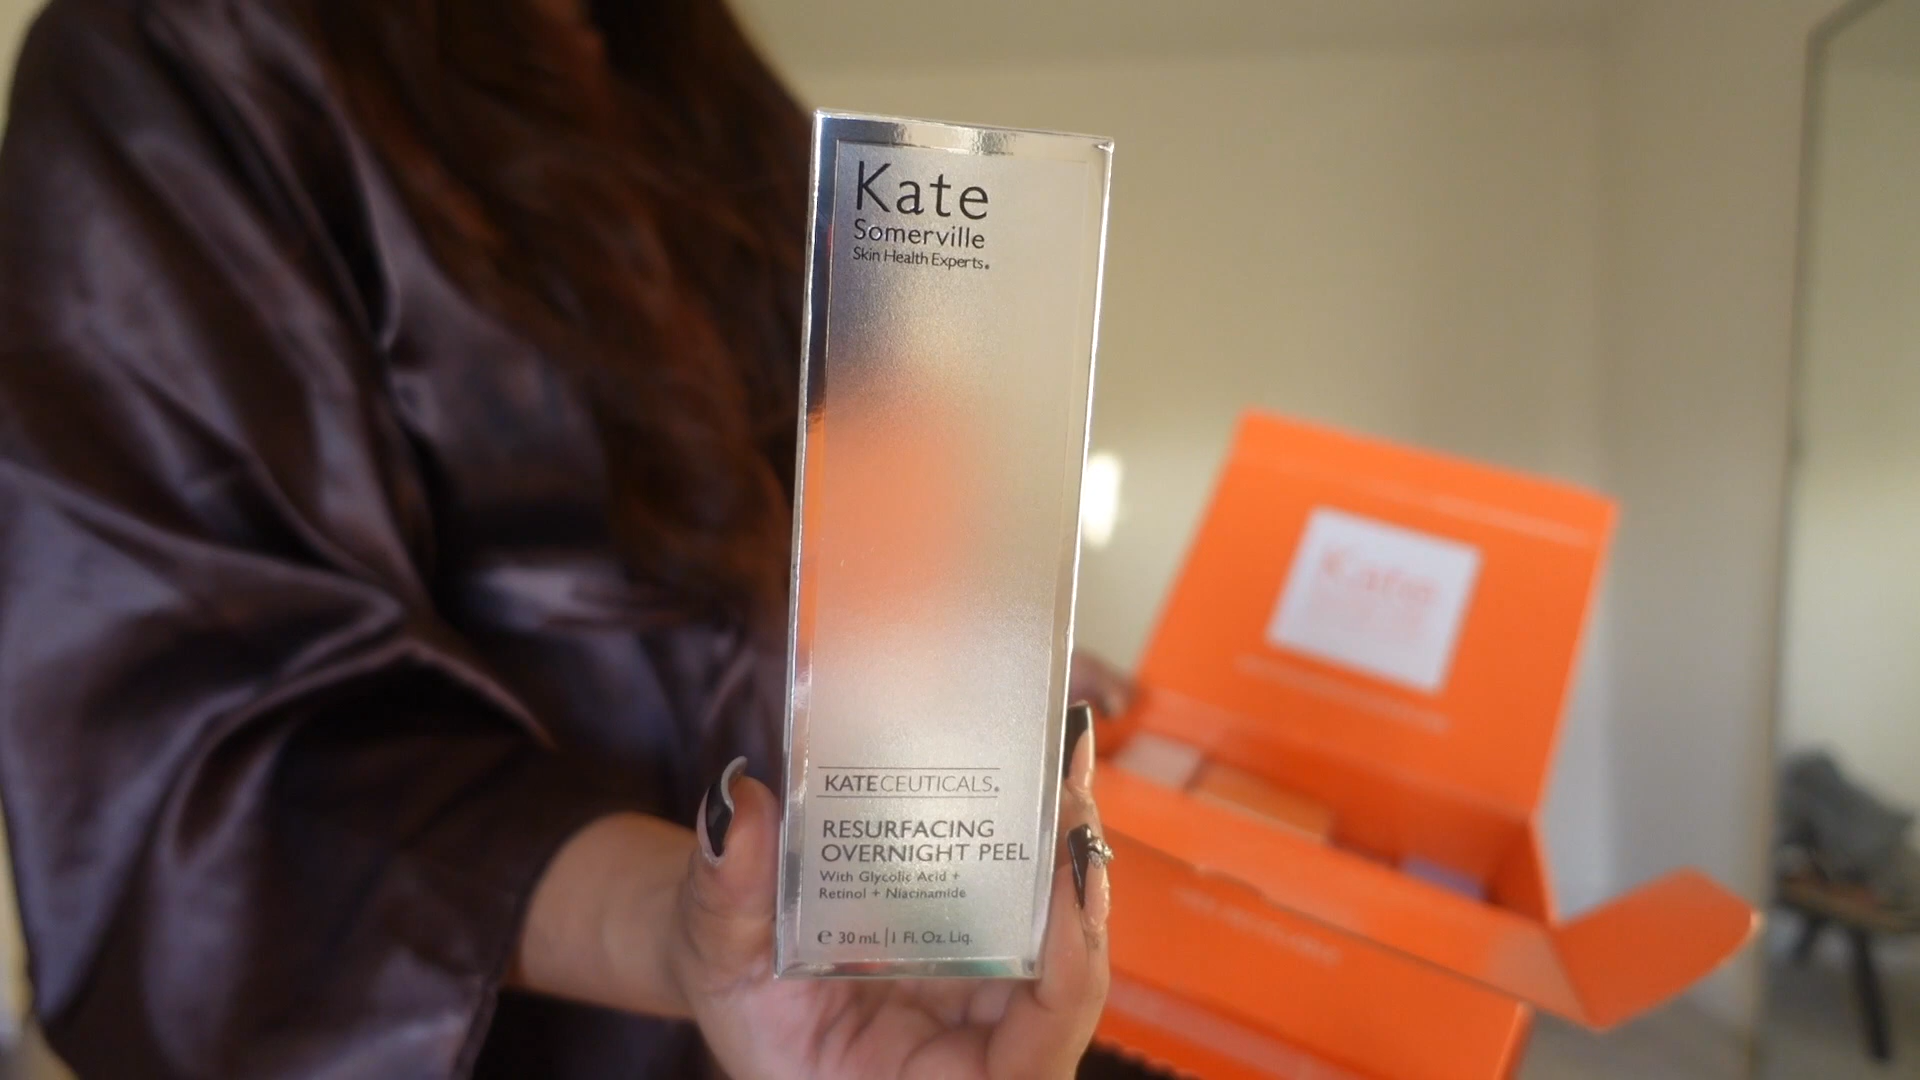 Kate
Somerville
Skin Health Experts.
KATECEUTICALS.
RESURFACING
OVERNIGHT PEEL
With Glycolic Acid +
Retinol + Niacinamide
℮ 30 mL | 1 Fl. Oz. Liq.
Kate